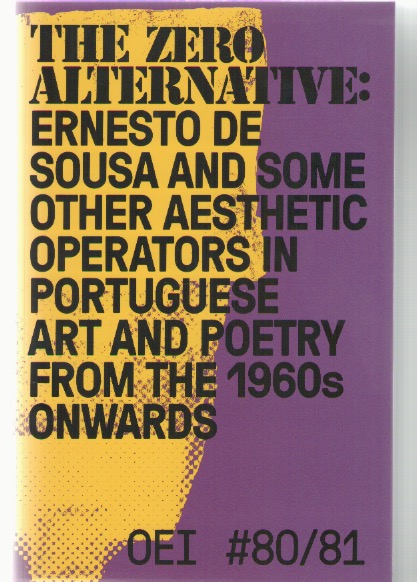 THE ZERO
ALTERNATIVE:
ERNESTO DE
SOUSA AND SOME
OTHER AESTHETIC
OPERATORS IN
PORTUGUESE
ART AND POETRY
FROM THE 1960s
ONWARDS
OEI #80/81